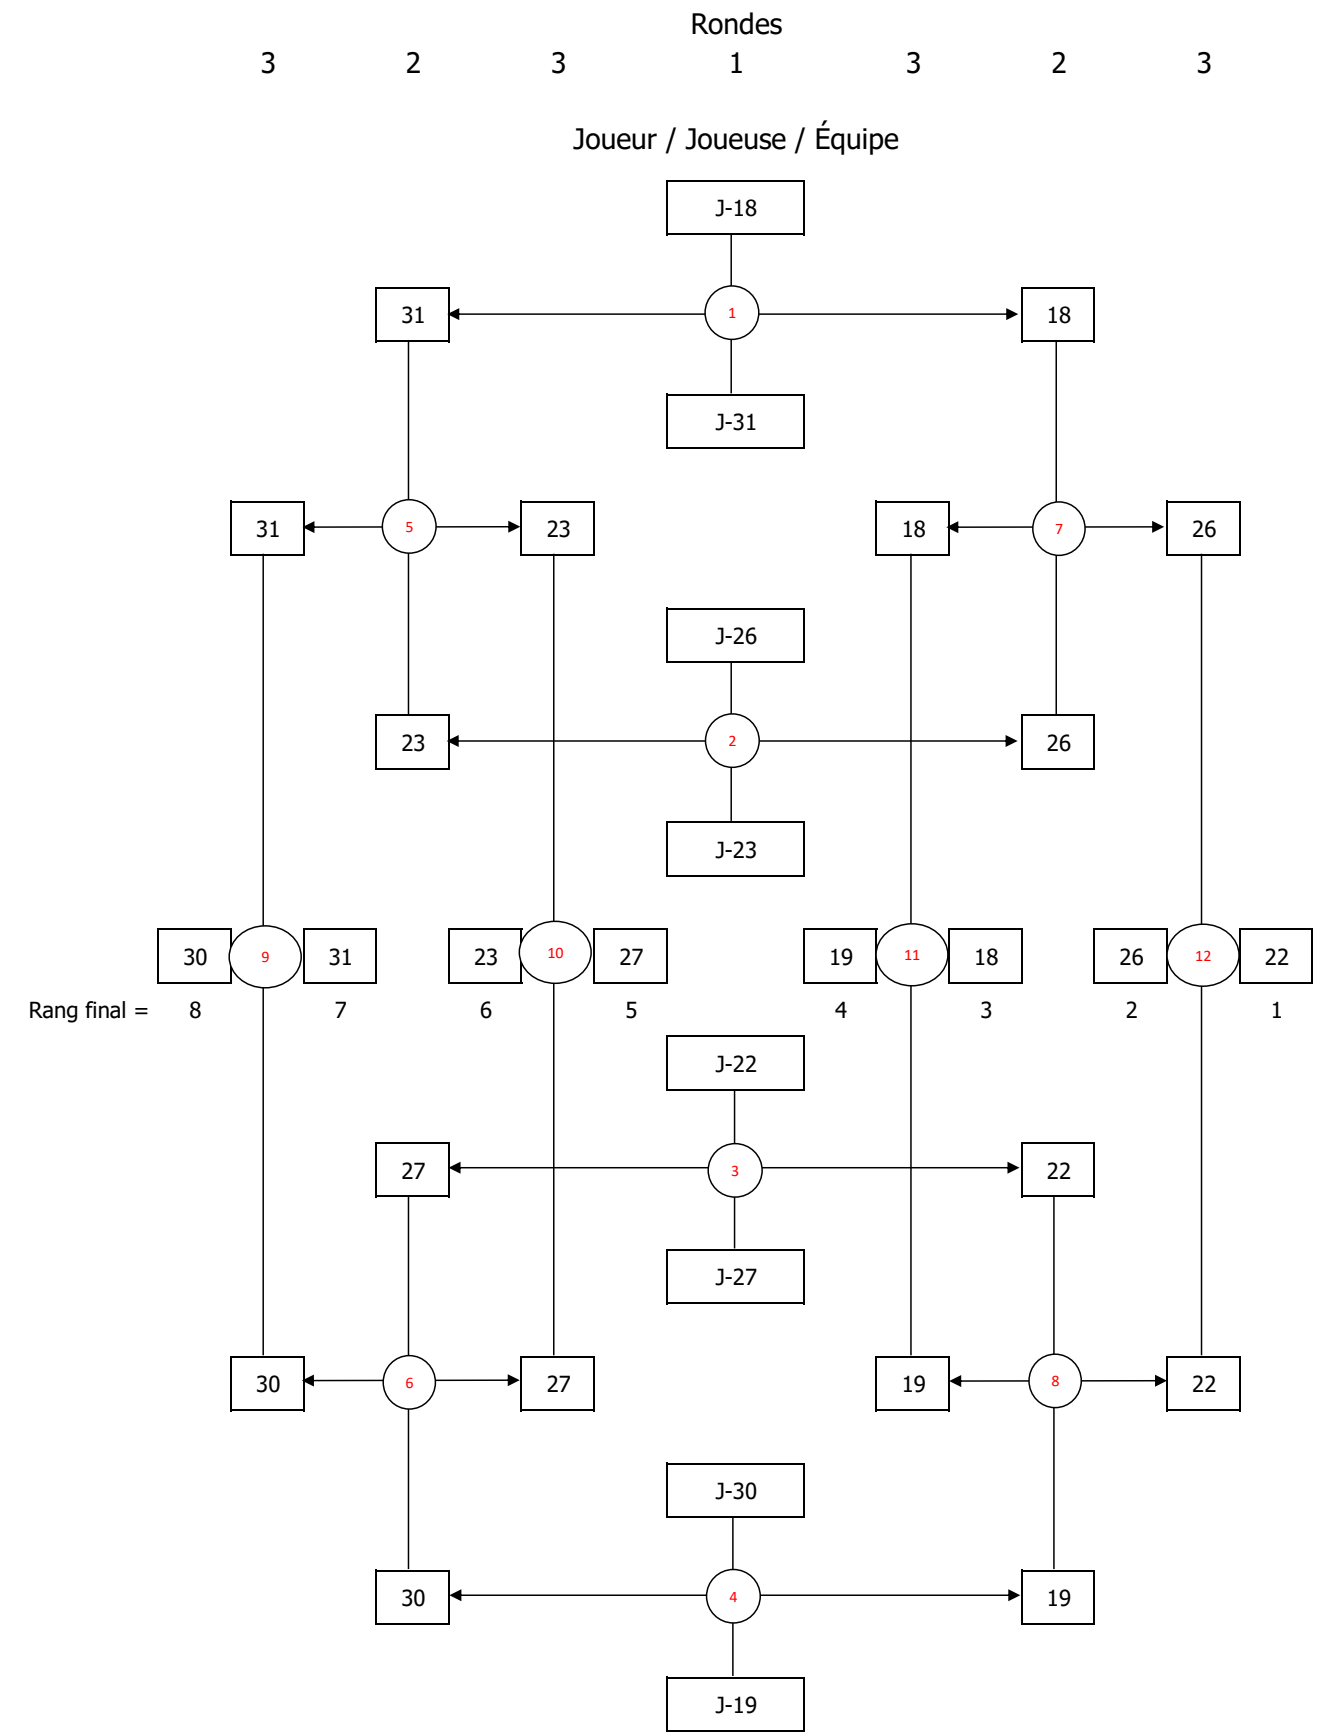 Rondes
3 2 3 1 3 2 3
Joueur / Joueuse / Équipe
J-18
31 1 18
J-31
31 5 23 18 7 26
J-26
23 2 26
J-23
30 9 31 23 10 27 19 11 18 26 12 22
Rang final = 8 7 6 5 4 3 2 1
J-22
27 3 22
J-27
30 6 27 19 8 22
J-30
30 4 19
J-19